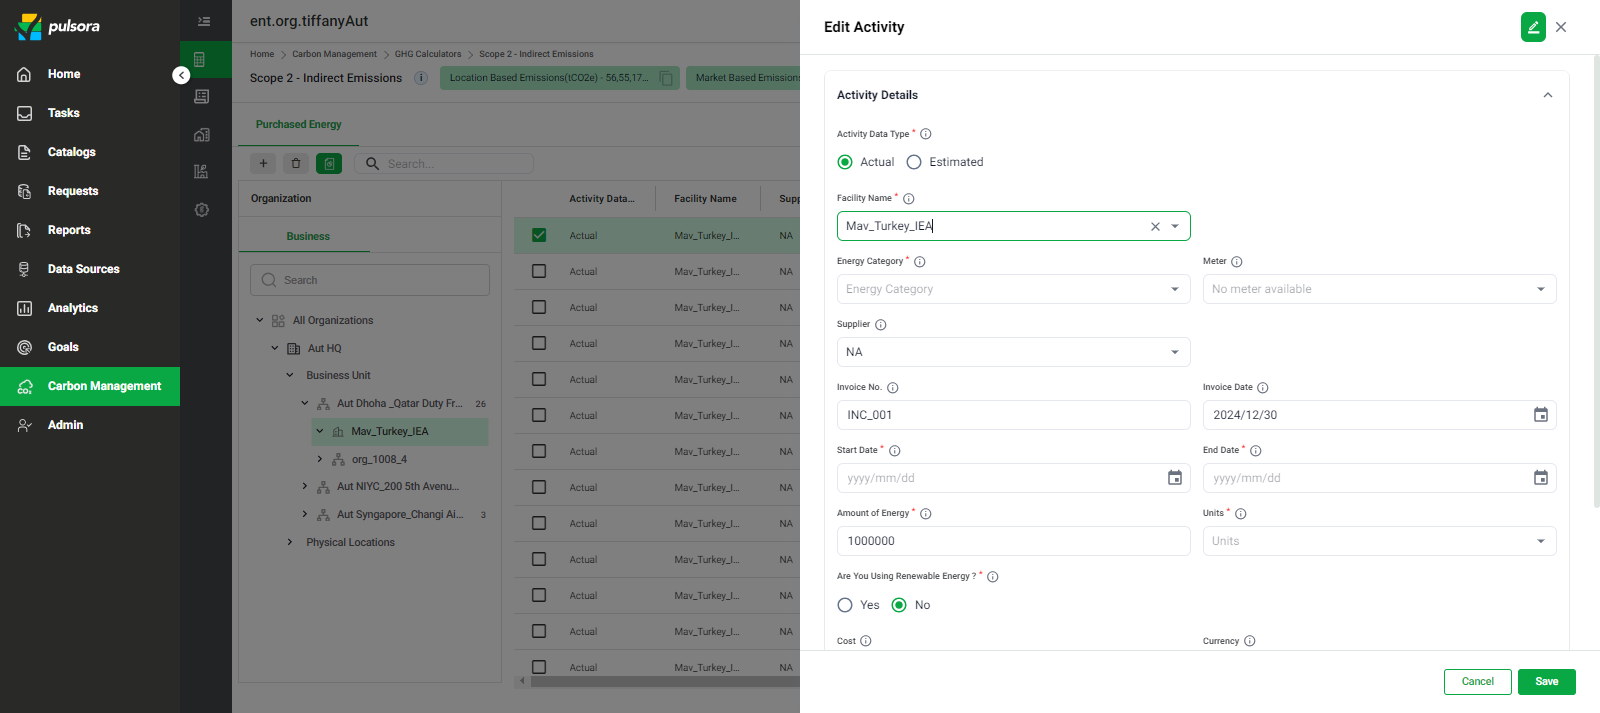 pulsora
Home
Tasks
Catalogs
Requests
Reports
Data Sources
Analytics
Goals
Carbon Management
Admin
ent.org.tiffanyAut
Home > Carbon Management > GHG Calculators > Scope 2 - Indirect Emissions
Scope 2 - Indirect Emissions
Location Based Emissions(tCO2e) - 56,55,17...
Market Based Emissions
Purchased Energy
Search...
Organization
Business
Search
All Organizations
Aut HQ
Business Unit
Aut Dhoha _Qatar Duty Fr... 26
Mav_Turkey_IEA
org_1008_4
Aut NIYC_200 5th Avenu...
Aut Syngapore_Changi Ai... 3
Physical Locations
Activity Data... Facility Name Supp
Actual Mav_Turkey_I... NA
Actual Mav_Turkey_I... NA
Actual Mav_Turkey_I... NA
Actual Mav_Turkey_I... NA
Actual Mav_Turkey_I... NA
Actual Mav_Turkey_I... NA
Actual Mav_Turkey_I... NA
Actual Mav_Turkey_I... NA
Actual Mav_Turkey_I... NA
Actual Mav_Turkey_I... NA
Actual Mav_Turkey_I... NA
Actual Mav_Turkey_I... NA
Actual Mav_Turkey_I... NA
Edit Activity
Activity Details
Activity Data Type *
Actual Estimated
Facility Name *
Mav_Turkey_IEA
Energy Category * Meter
Energy Category No meter available
Supplier
NA
Invoice No. Invoice Date
INC_001 2024/12/30
Start Date * End Date *
yyyy/mm/dd yyyy/mm/dd
Amount of Energy * Units *
1000000 Units
Are You Using Renewable Energy ? *
Yes No
Cost Currency
Cancel Save